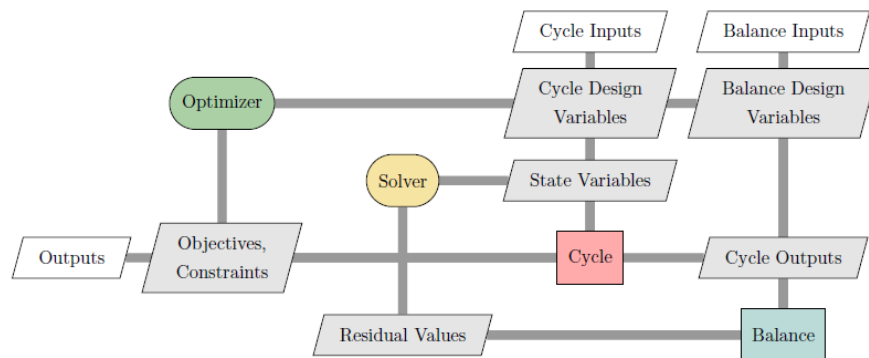 Cycle Inputs
Balance Inputs
Optimizer
Cycle Design
Variables
Balance Design
Variables
Solver
State Variables
Outputs
Objectives,
Constraints
Cycle
Cycle Outputs
Residual Values
Balance